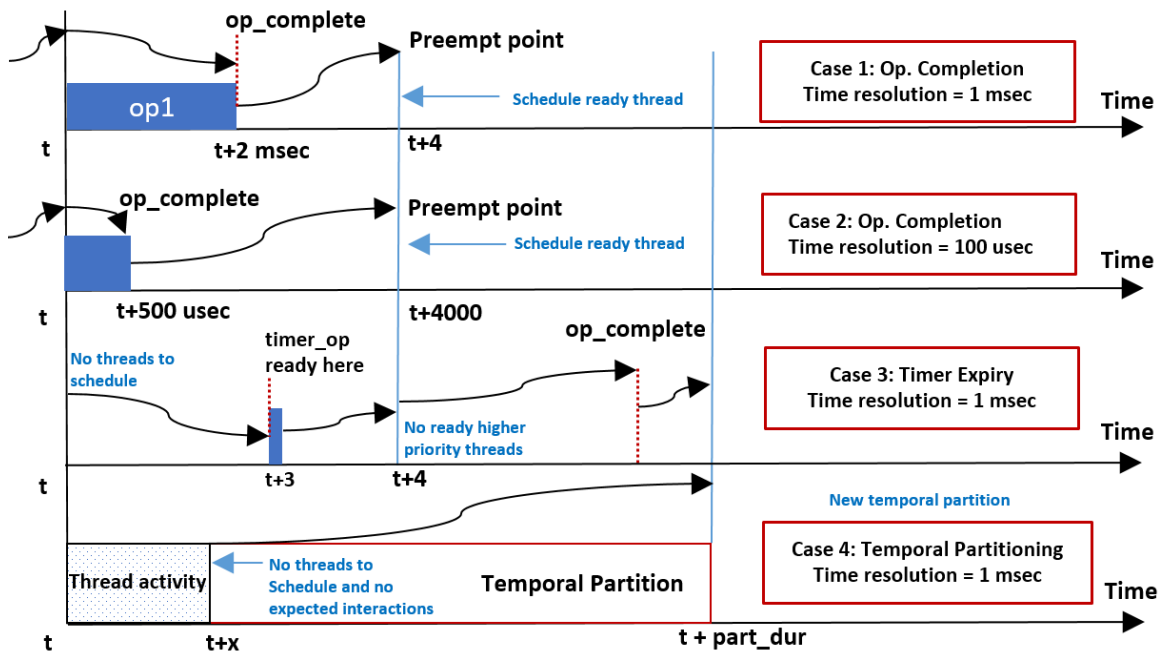 op_complete
Preempt point
Case 1: Op. Completion
Time resolution = 1 msec
op1
Schedule ready thread
Time
t
t+2 msec
t+4
op_complete
Preempt point
Case 2: Op. Completion
Time resolution = 100 usec
Schedule ready thread
Time
t
t+500 usec
t+4000
timer_op
ready here
op_complete
No threads to
schedule
Case 3: Timer Expiry
Time resolution = 1 msec
No ready higher
priority threads
Time
t
t+3
t+4
New temporal partition
Case 4: Temporal Partitioning
Time resolution = 1 msec
Thread activity
No threads to
Schedule and no
expected interactions
Temporal Partition
Time
t
t+x
t + part_dur